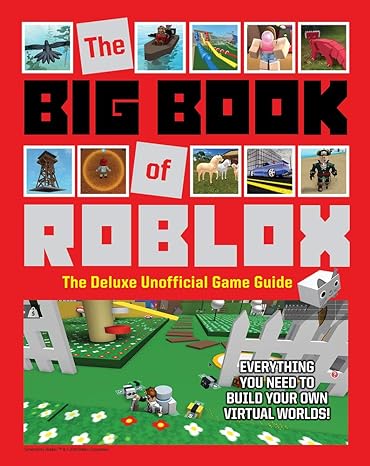 The
BIG BOOK
of
ROBLOX
The Deluxe Unofficial Game Guide
EVERYTHING
YOU NEED TO
BUILD YOUR OWN
VIRTUAL WORLDS!